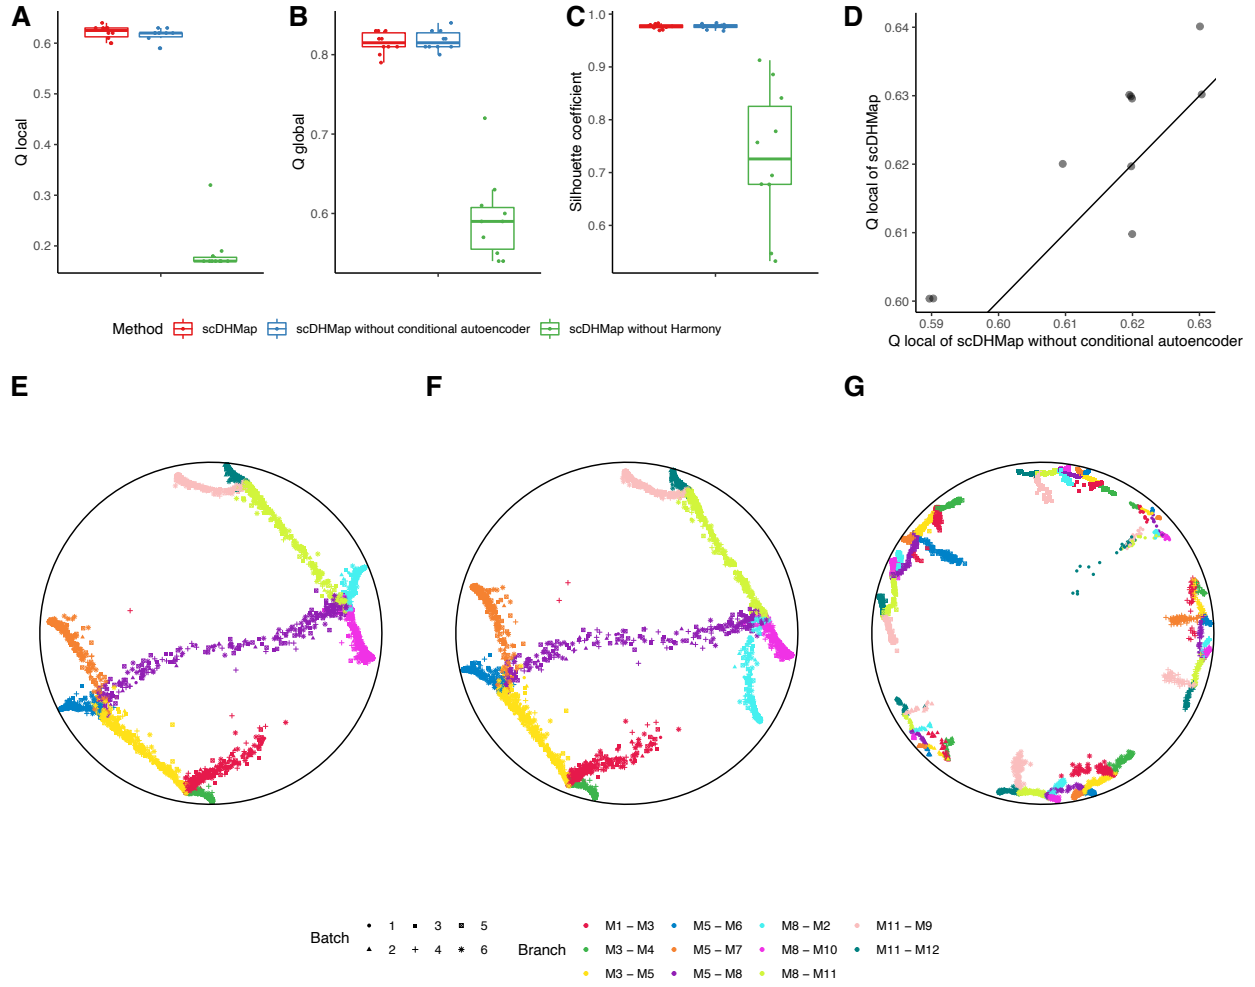 A
B
C
D
Q local
0.6
0.5
0.4
0.3
0.2
Q global
0.8
0.7
0.6
Silhouette coefficient
1.0
0.9
0.8
0.7
0.6
Q local of scDHMap
0.64
0.63
0.62
0.61
0.60
0.59 0.60 0.61 0.62 0.63
Q local of scDHMap without conditional autoencoder
Method scDHMap scDHMap without conditional autoencoder scDHMap without Harmony
E
F
G
Batch
1 3 5
2 4 6
Branch
M1 − M3 M5 − M6 M8 − M2 M11 − M9
M3 − M4 M5 − M7 M8 − M10 M11 − M12
M3 − M5 M5 − M8 M8 − M11